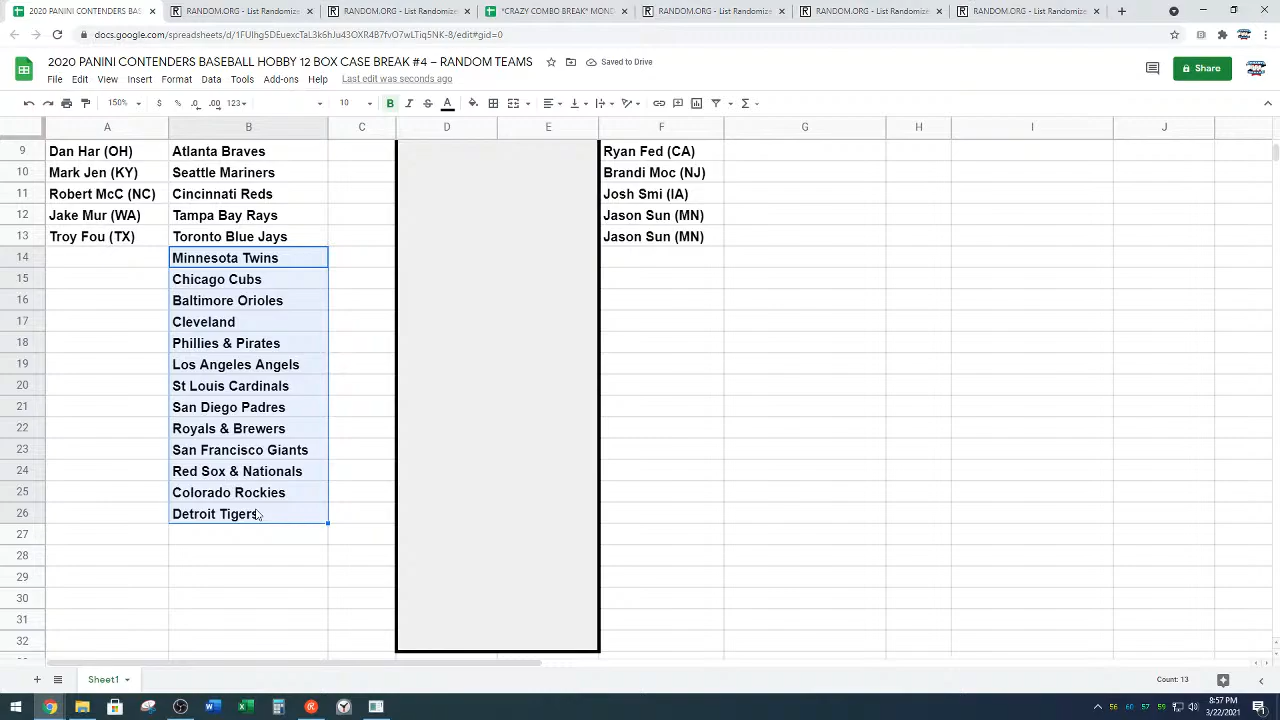 2020 PANINI CONTENDERS BAS
RANDOM.ORG - List Randomize
RANDOM.ORG - List Randomize
*CRAZY COMBO BREAK* MOND
RANDOM.ORG - List Randomize
RANDOM.ORG - List Randomize
RANDOM.ORG - List Randomize
docs.google.com/spreadsheets/d/1FUlhgSDEuexcTaL3k6hJu43OXR487fvO7wLTiq5NK-8/edit#gid=0
2020 PANINI CONTENDERS BASEBALL HOBBY 12 BOX CASE BREAK #4 – RANDOM TEAMS
Saved to Drive
Share
File Edit View Insert Format Data Tools Add-ons Help Last edit was seconds ago
150% $ % .0 .00 123 10 B I S A
A B C D E F G H I J
9 Dan Har (OH) Atlanta Braves Ryan Fed (CA)
10 Mark Jen (KY) Seattle Mariners Brandi Moc (NJ)
11 Robert McC (NC) Cincinnati Reds Josh Smi (IA)
12 Jake Mur (WA) Tampa Bay Rays Jason Sun (MN)
13 Troy Fou (TX) Toronto Blue Jays Jason Sun (MN)
14 Minnesota Twins
15 Chicago Cubs
16 Baltimore Orioles
17 Cleveland
18 Phillies & Pirates
19 Los Angeles Angels
20 St Louis Cardinals
21 San Diego Padres
22 Royals & Brewers
23 San Francisco Giants
24 Red Sox & Nationals
25 Colorado Rockies
26 Detroit Tigers
27
28
29
30
31
32
Sheet1
Count: 13
56 60 57 59
8:57 PM
3/22/2021